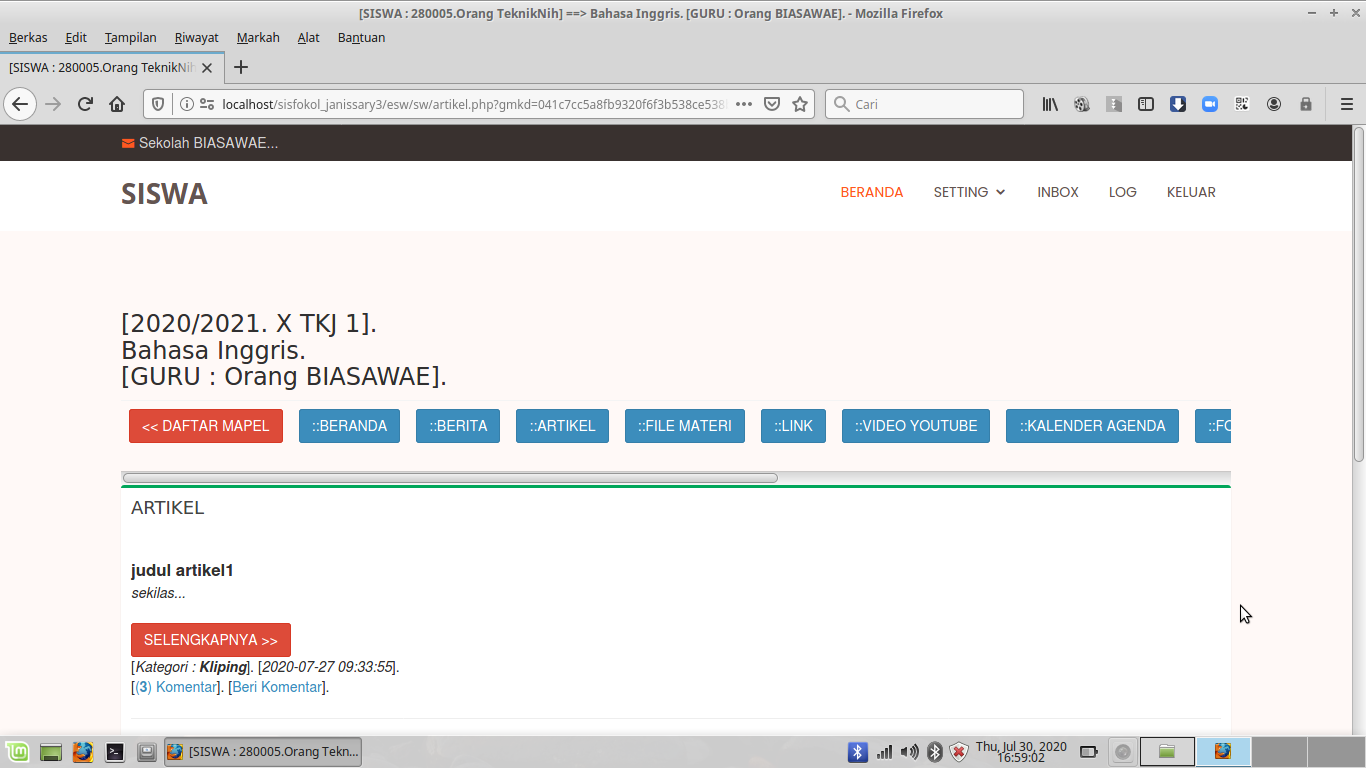 [SISWA : 280005.Orang TeknikNih] ==> Bahasa Inggris. [GURU : Orang BIASAWAE]. - Mozilla Firefox
Berkas Edit Tampilan Riwayat Markah Alat Bantuan
[SISWA : 280005.Orang TeknikNih
localhost/sisfokol_janissary3/esw/sw/artikel.php?gmkd=041c7cc5a8fb9320f6f3b538ce538 Cari
Sekolah BIASAWAE...
SISWA BERANDA SETTING INBOX LOG KELUAR
[2020/2021. X TKJ 1].
Bahasa Inggris.
[GURU : Orang BIASAWAE].
<< DAFTAR MAPEL ::BERANDA ::BERITA ::ARTIKEL ::FILE MATERI ::LINK ::VIDEO YOUTUBE ::KALENDER AGENDA ::FO
ARTIKEL
judul artikel1
sekilas...
SELENGKAPNYA >>
[Kategori : Kliping]. [2020-07-27 09:33:55].
[(3) Komentar]. [Beri Komentar].
[SISWA : 280005.Orang Tekn... Thu, Jul 30, 2020
16:59:02